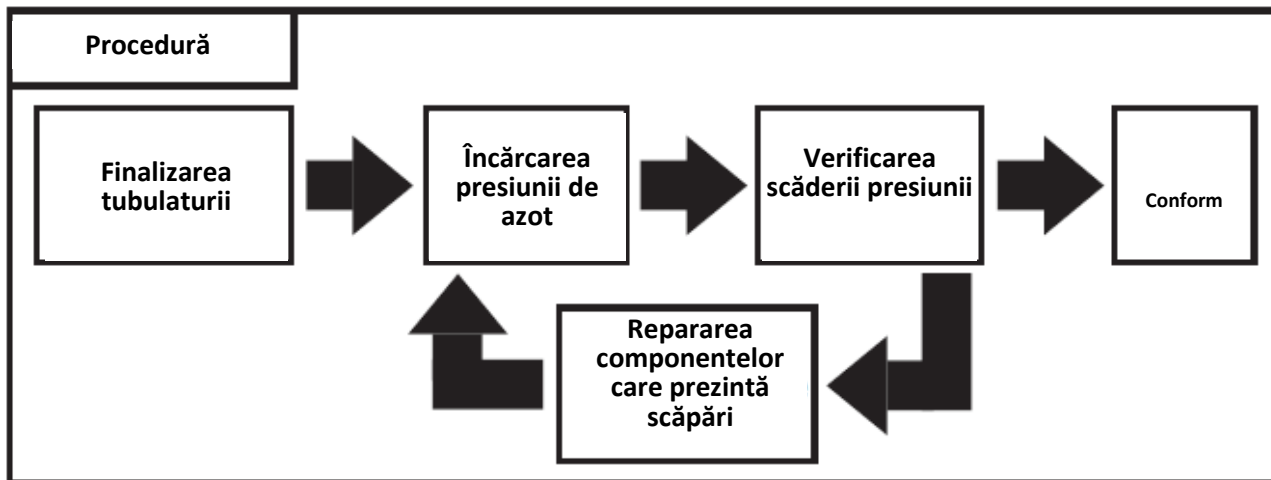 Procedură
Finalizarea
tubulaturii
Încărcarea
presiunii de
azot
Verificarea
scăderii presiunii
Conform
Repararea
componentelor
care prezintă
scăpări